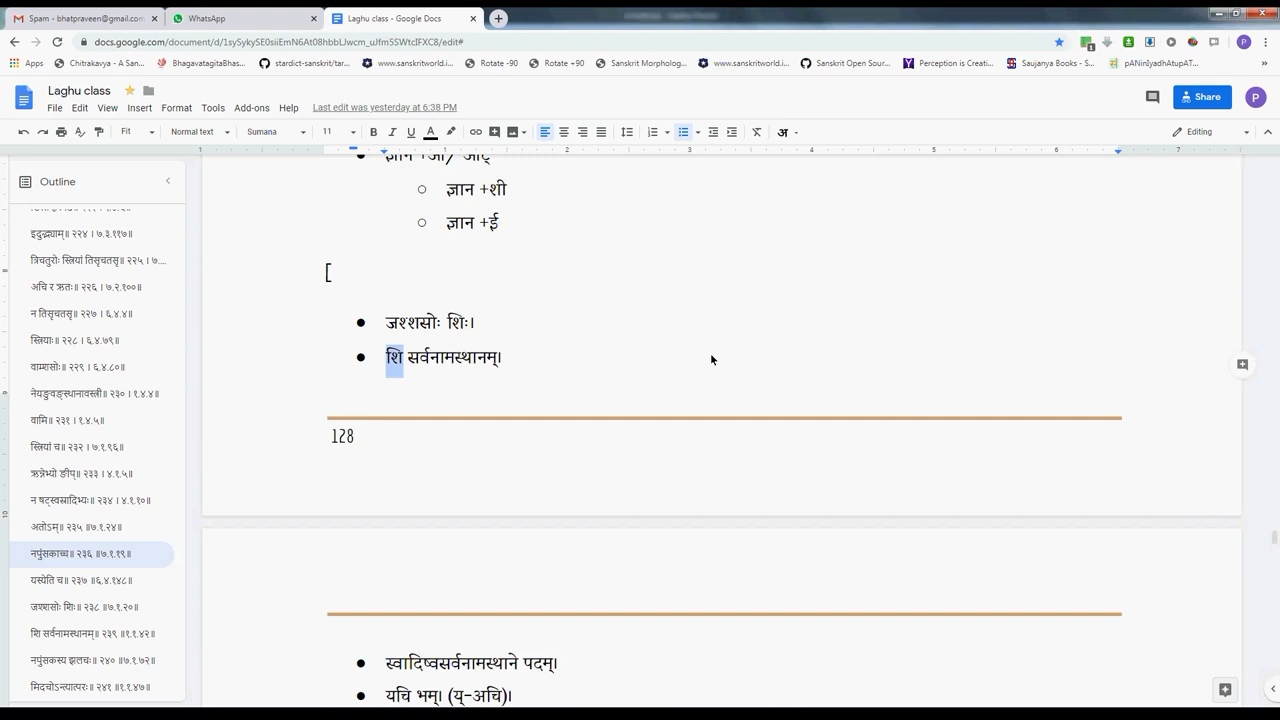 Spam - bhatpraveen@gmail.com
WhatsApp
Laghu class - Google Docs
docs.google.com/document/d/1sySykySE0siiEmN6At08hbbLJwcm_uJfm5SWtcIFXC8/edit#
Apps
Chitrakavya - A San...
BhagavatagitaBhas...
stardict-sanskrit/tar...
www.sanskritworld.i...
Rotate -90
Rotate +90
Sanskrit Morpholog...
www.sanskritworld.i...
Sanskrit Open Sour...
Perception is Creati...
Saujanya Books - S...
pANinIyadhAtupAT...
Laghu class
File Edit View Insert Format Tools Add-ons Help Last edit was yesterday at 6:38 PM
Share
P
Fit Normal text Sumana 11 B I U A अ Editing
Outline
इदुद्भ्याम्॥ २२४ । ७.३.११७॥
त्रिचतुरोः स्त्रियां तिसृचतसृ॥ २२५ । ७....
अचि र ऋतः॥ २२६ । ७.२.१००॥
न तिसृचतसृ॥ २२७ । ६.४.४॥
स्त्रियाः॥ २२८ । ६.४.७९॥
वाम्शसोः॥ २२९ । ६.४.८०॥
नेयङुवङ्स्थानावस्त्री॥ २३० । १.४.४॥
वामि॥ २३१ । १.४.५॥
स्त्रियां च॥ २३२ । ७.१.९६॥
ऋन्नेभ्यो ङीप्॥ २३३ । ४.१.५॥
न षट्स्वस्रादिभ्यः॥ २३४ । ४.१.१०॥
अतोऽम्॥ २३५ ॥७.१.२४॥
नपुंसकाच्च॥ २३६ ॥७.१.१९॥
यस्येति च॥ २३७ ॥६.४.१४८॥
जश्शसोः शिः॥ २३८ ॥७.१.२०॥
शि सर्वनामस्थानम्॥ २३९ ॥१.१.४२॥
नपुंसकस्य झलचः॥ २४० ॥७.१.७२॥
मिदचोऽन्त्यात्परः॥ २४१ ॥१.१.४७॥
ज्ञान +औ/ औट्
ज्ञान +शी
ज्ञान +ई
[
जश्शसोः शिः।
शि सर्वनामस्थानम्।
128
स्वादिष्वसर्वनामस्थाने पदम्।
यचि भम्। (य्-अचि)।